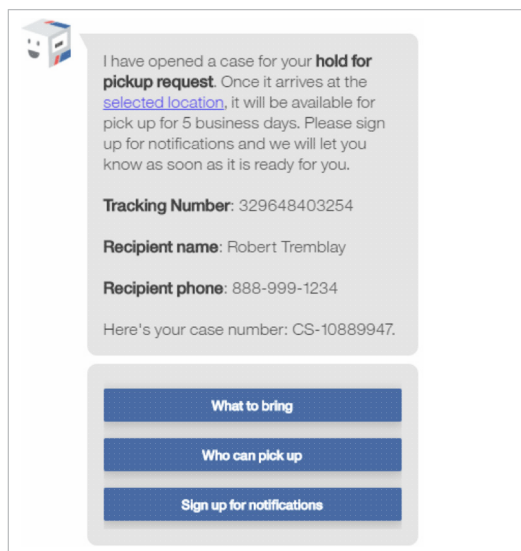 I have opened a case for your hold for
pickup request. Once it arrives at the
selected location, it will be available for
pick up for 5 business days. Please sign
up for notifications and we will let you
know as soon as it is ready for you.
Tracking Number: 329648403254
Recipient name: Robert Tremblay
Recipient phone: 888-999-1234
Here's your case number: CS-10889947.
What to bring
Who can pick up
Sign up for notifications